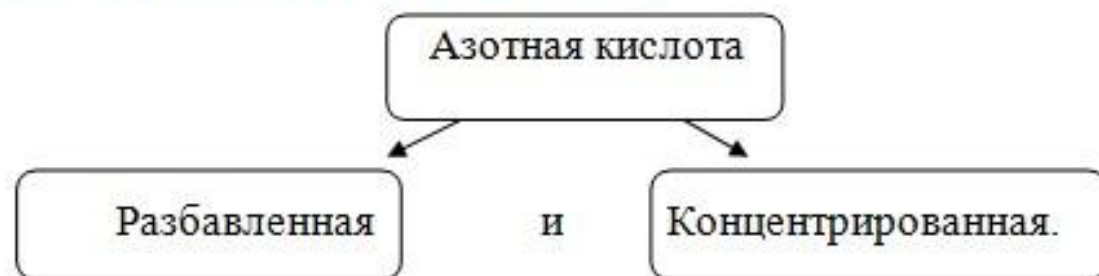 Азотная кислота
Разбавленная и Концентрированная.